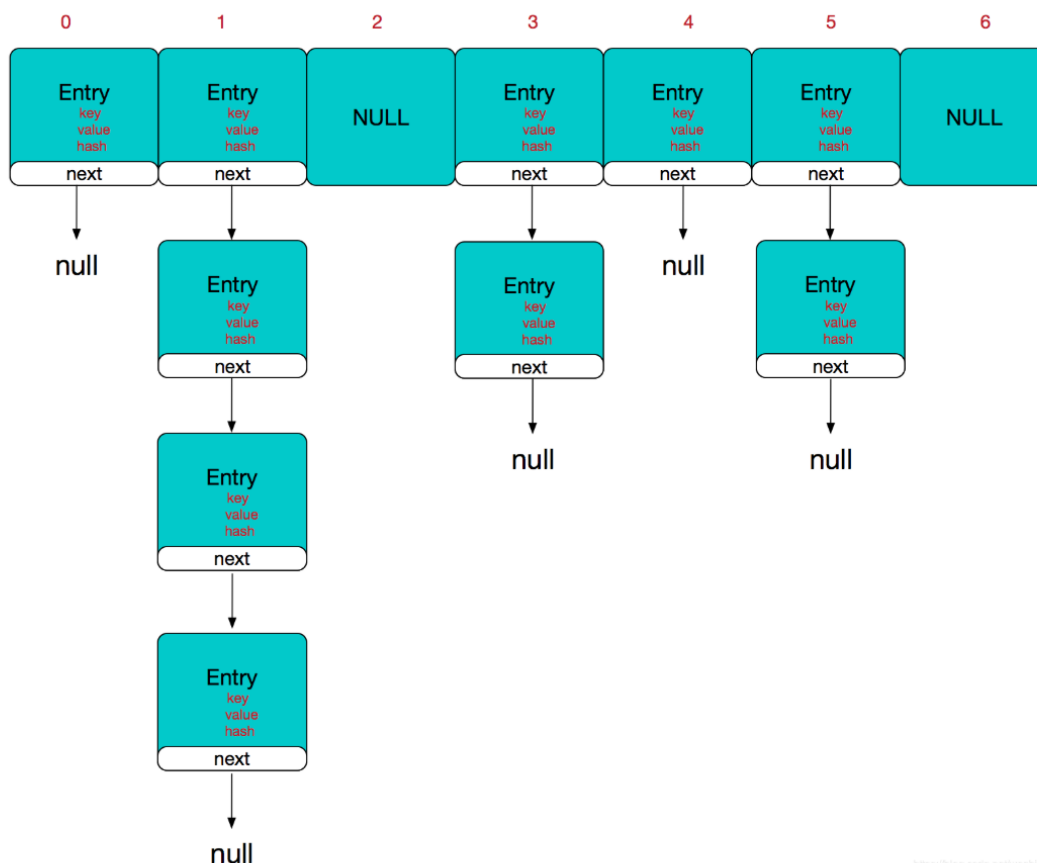 0 1 2 3 4 5 6
Entry Entry NULL Entry Entry Entry NULL
key key key key key
value value value value value
hash hash hash hash hash
next next next next next
null null
Entry Entry Entry
key key key
value value value
hash hash hash
next next next
null null
Entry
key
value
hash
next
Entry
key
value
hash
next
null